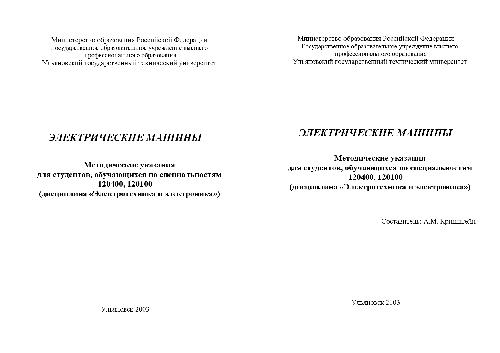 Министерство образования Российской Федерации
Государственное образовательное учреждение высшего
профессионального образования
Ульяновский государственный технический университет
ЭЛЕКТРИЧЕСКИЕ МАШИНЫ
Методические указания
для студентов, обучающихся по специальностям
120400, 120100
(дисциплина «Электротехника и электроника»)
Ульяновск 2003
Министерство образования Российской Федерации
Государственное образовательное учреждение высшего
профессионального образования
Ульяновский государственный технический университет
ЭЛЕКТРИЧЕСКИЕ МАШИНЫ
Методические указания
для студентов, обучающихся по специальностям
120400, 120100
(дисциплина «Электротехника и электроника»)
Составитель: А.М.
Ульяновск 2003